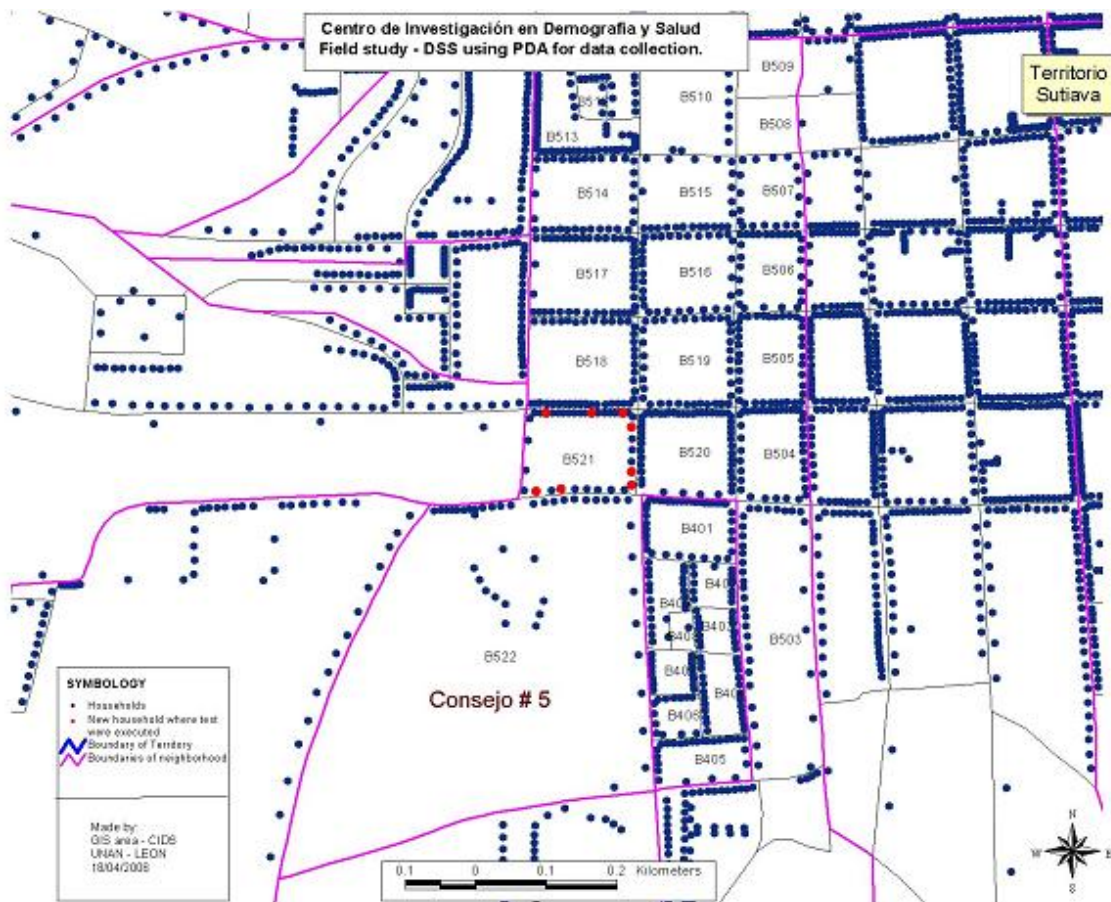 Centro de Investigación en Demografia y Salud
Field study - DSS using PDA for data collection.
Territorio
Sutiava
B509
B510
B508
B513
B514
B515
B507
B517
B516
B506
B518
B519
B505
B521
B520
B504
B401
B403
B503
B522
Consejo # 5
B406
B405
SYMBOLOGY
Households
New household where test
were executed
Boundary of Territory
Boundaries of neighborhood
Made by:
GIS area - CIDS
UNAN - LEON
18/04/2008
0.1 0 0.1 0.2 Kilometers
N
W E
S